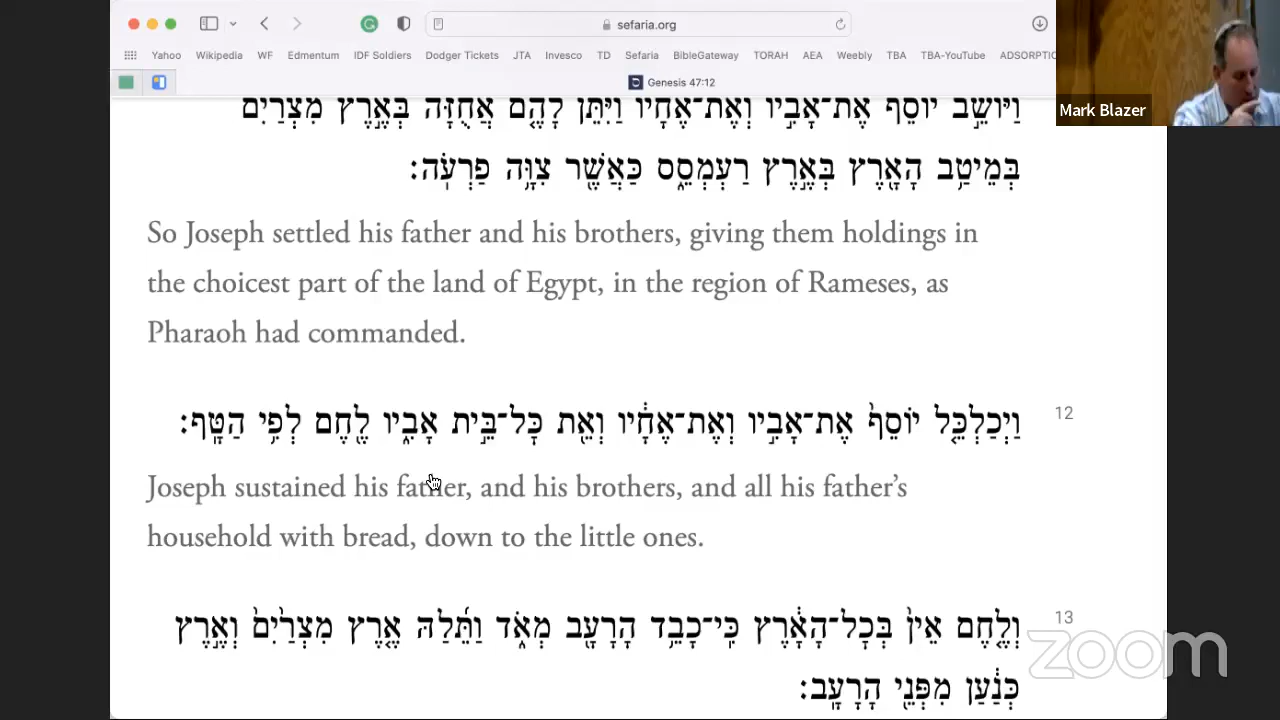 sefaria.org
Yahoo Wikipedia WF Edmentum IDF Soldiers Dodger Tickets JTA Invesco TD Sefaria BibleGateway TORAH AEA Weebly TBA TBA-YouTube ADSORPTIO
Genesis 47:12
Mark Blazer
וַיּוֹשֵׁ֣ב יוֹסֵף֮ אֶת־אָבִ֣יו וְאֶת־אֶחָיו֒ וַיִּתֵּ֨ן לָהֶ֤ם אֲחֻזָּה֙ בְּאֶ֣רֶץ מִצְרַ֔יִם
בְּמֵיטַ֥ב הָאָ֖רֶץ בְּאֶ֣רֶץ רַעְמְסֵ֑ס כַּאֲשֶׁ֖ר צִוָּ֥ה פַרְעֹֽה׃
So Joseph settled his father and his brothers, giving them holdings in
the choicest part of the land of Egypt, in the region of Rameses, as
Pharaoh had commanded.
12
וַיְכַלְכֵּ֤ל יוֹסֵף֙ אֶת־אָבִ֣יו וְאֶת־אֶחָ֔יו וְאֵ֖ת כׇּל־בֵּ֣ית אָבִ֑יו לֶ֖חֶם לְפִ֥י הַטָּֽף׃
Joseph sustained his father, and his brothers, and all his father’s
household with bread, down to the little ones.
13
וְלֶ֤חֶם אֵין֙ בְּכׇל־הָאָ֔רֶץ כִּֽי־כָבֵ֥ד הָרָעָ֖ב מְאֹ֑ד וַתֵּ֜לַהּ אֶ֤רֶץ מִצְרַ֙יִם֙ וְאֶ֣רֶץ
כְּנַ֔עַן מִפְּנֵ֖י הָרָעָֽב׃
zoom